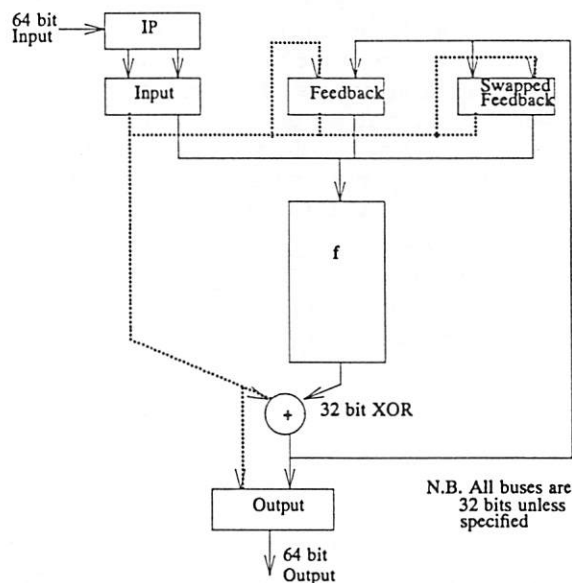 64 bit
Input
IP
Input
Feedback
Swapped
Feedback
f
+
32 bit XOR
Output
N.B. All buses are
32 bits unless
specified
64 bit
Output